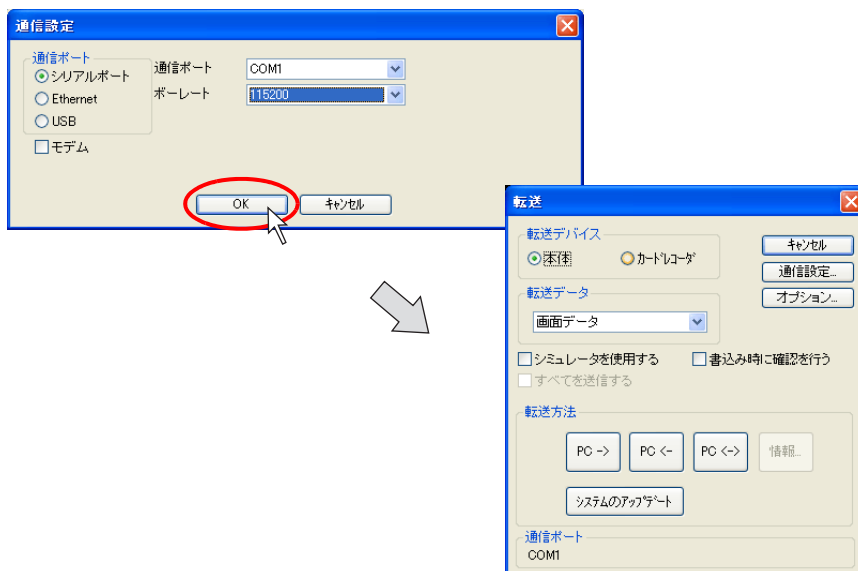 通信設定
通信ポート
シリアルポート
Ethernet
USB
モデム
通信ポート COM1
ボーレート 115200
OK キャンセル
転送
転送デバイス
本体 カードレコーダ
転送データ
画面データ
キャンセル
通信設定...
オプション...
シミュレータを使用する 書込み時に確認を行う
すべてを送信する
転送方法
PC -> PC <- PC <-> 情報...
システムのアップデート
通信ポート
COM1